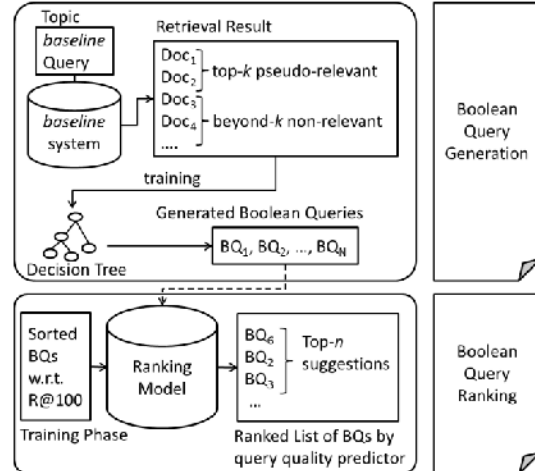 Topic
baseline
Query
baseline
system
Retrieval Result
Doc1
Doc2
top-k pseudo-relevant
Doc3
Doc4
beyond-k non-relevant
....
training
Decision Tree
Generated Boolean Queries
BQ1, BQ2, ..., BQN
Boolean
Query
Generation
Sorted
BQs
w.r.t.
R@100
Training Phase
Ranking
Model
BQ6
BQ2
BQ3
...
Top-n
suggestions
Ranked List of BQs by
query quality predictor
Boolean
Query
Ranking